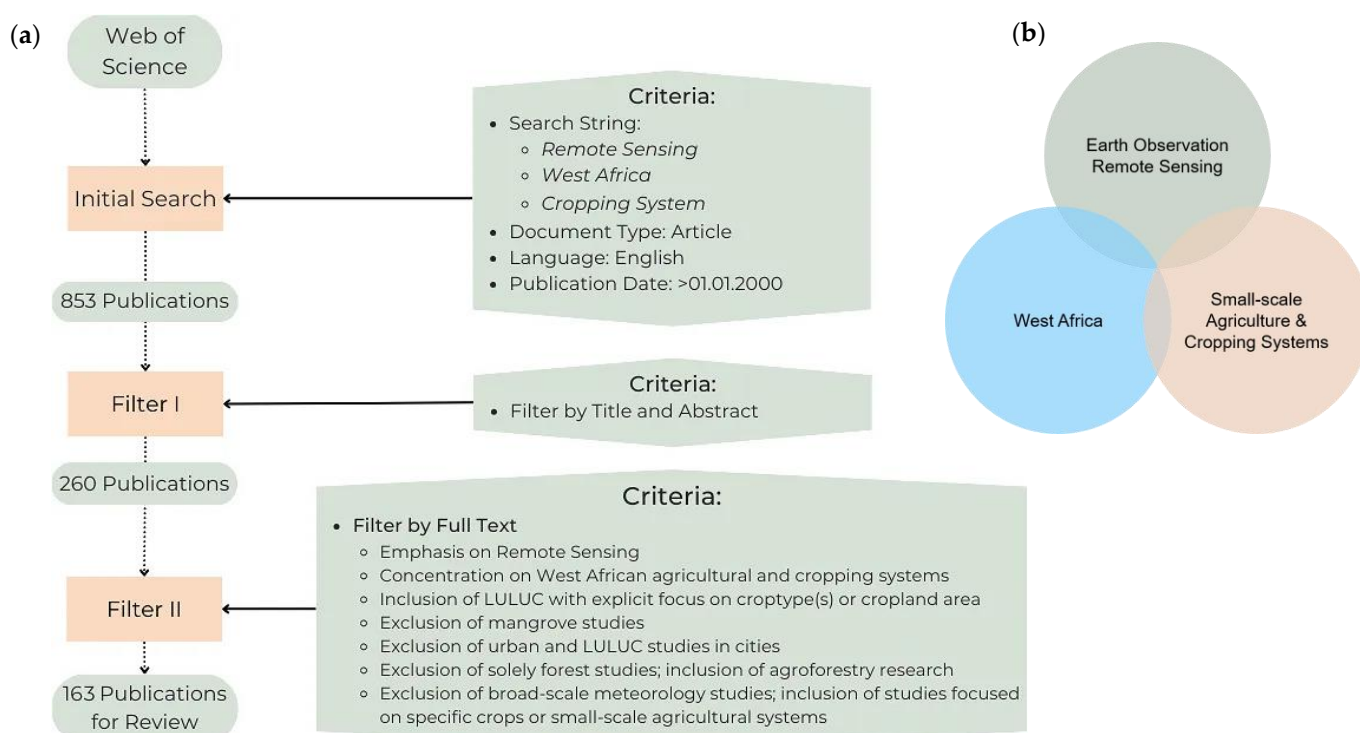 (a)
Web of
Science
Criteria:
• Search String:
◦ Remote Sensing
◦ West Africa
◦ Cropping System
• Document Type: Article
• Language: English
• Publication Date: >01.01.2000
Initial Search
853 Publications
Criteria:
• Filter by Title and Abstract
Filter I
260 Publications
Criteria:
• Filter by Full Text
◦ Emphasis on Remote Sensing
◦ Concentration on West African agricultural and cropping systems
◦ Inclusion of LULUC with explicit focus on croptype(s) or cropland area
◦ Exclusion of mangrove studies
◦ Exclusion of urban and LULUC studies in cities
◦ Exclusion of solely forest studies; inclusion of agroforestry research
◦ Exclusion of broad-scale meteorology studies; inclusion of studies focused
on specific crops or small-scale agricultural systems
Filter II
163 Publications
for Review
(b)
Earth Observation
Remote Sensing
West Africa
Small-scale
Agriculture &
Cropping Systems